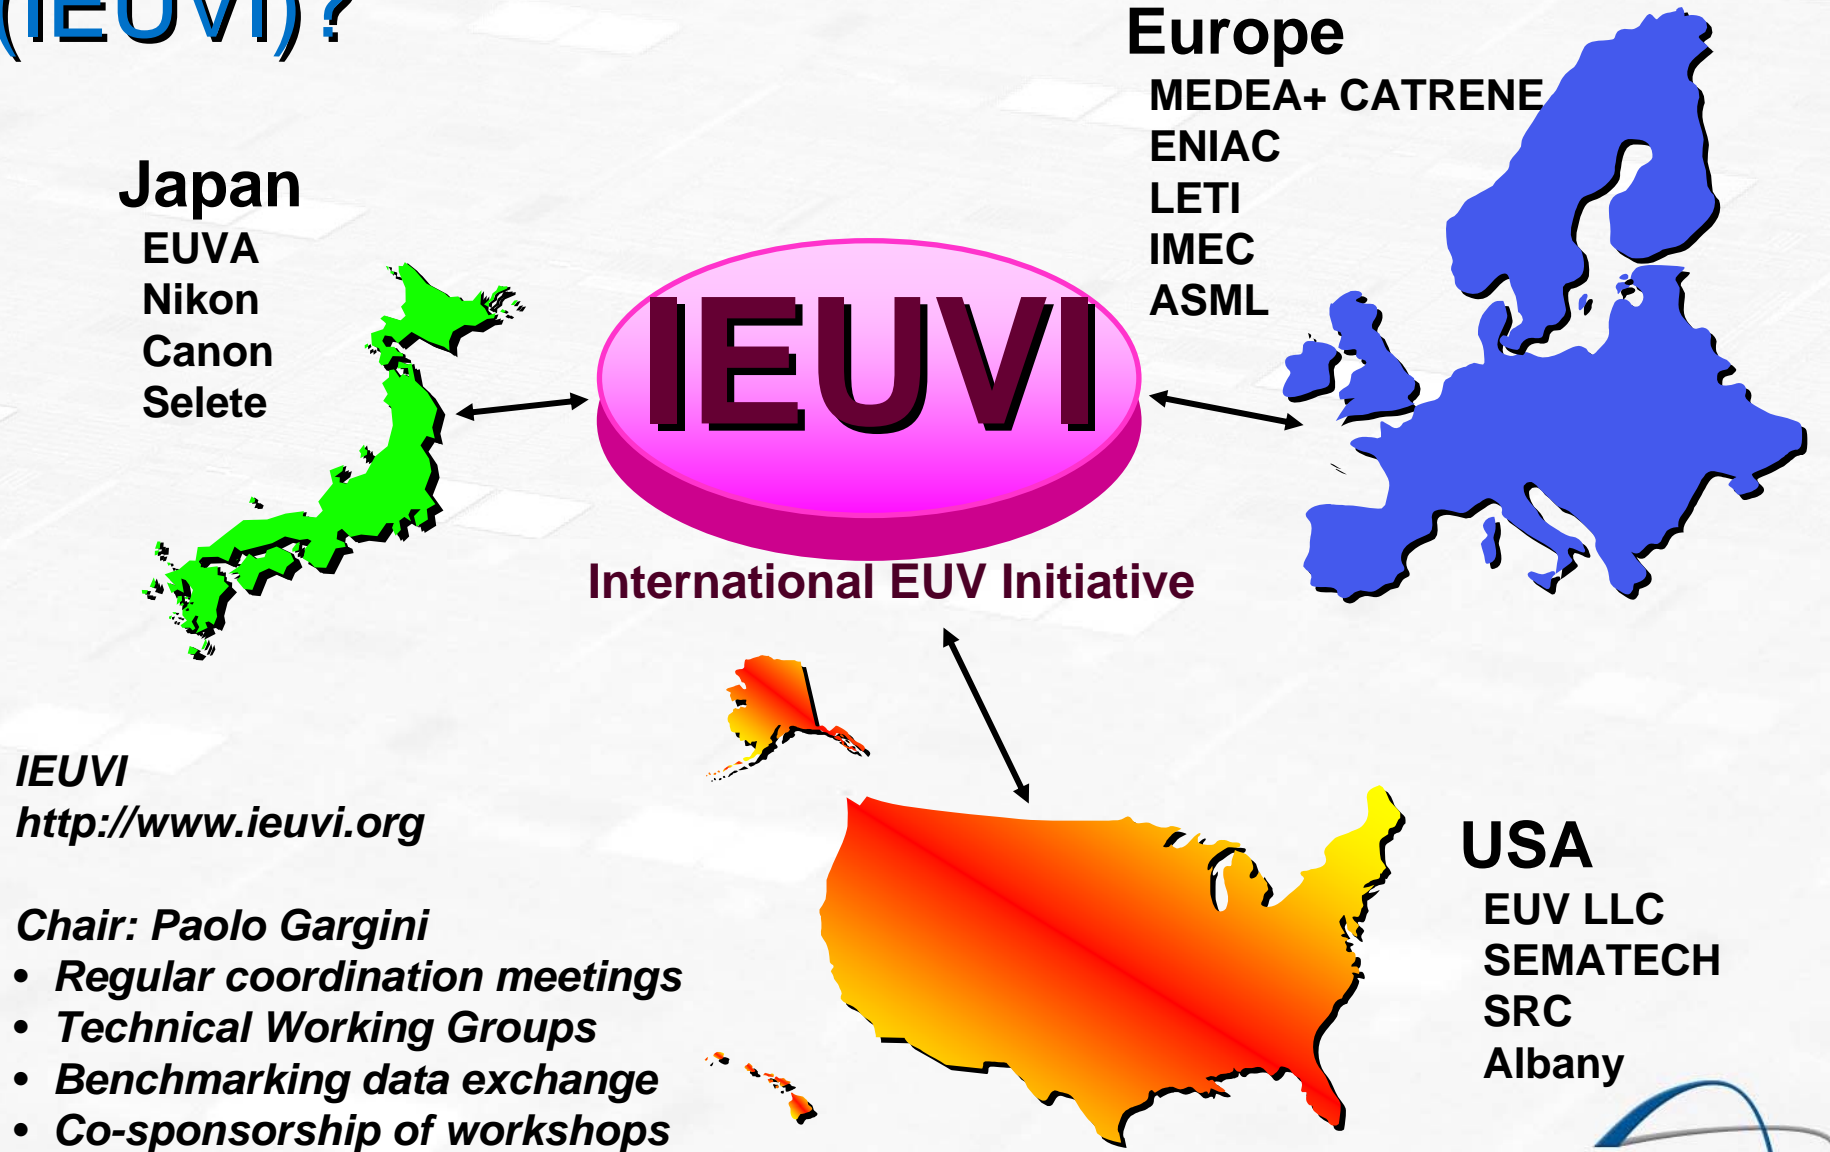 (IEUVI)?
Europe
MEDEA+ CATRENE
ENIAC
LETI
IMEC
ASML
Japan
EUVA
Nikon
Canon
Selete
IEUVI
International EUV Initiative
IEUVI
http://www.ieuvi.org
Chair: Paolo Gargini
• Regular coordination meetings
• Technical Working Groups
• Benchmarking data exchange
• Co-sponsorship of workshops
USA
EUV LLC
SEMATECH
SRC
Albany